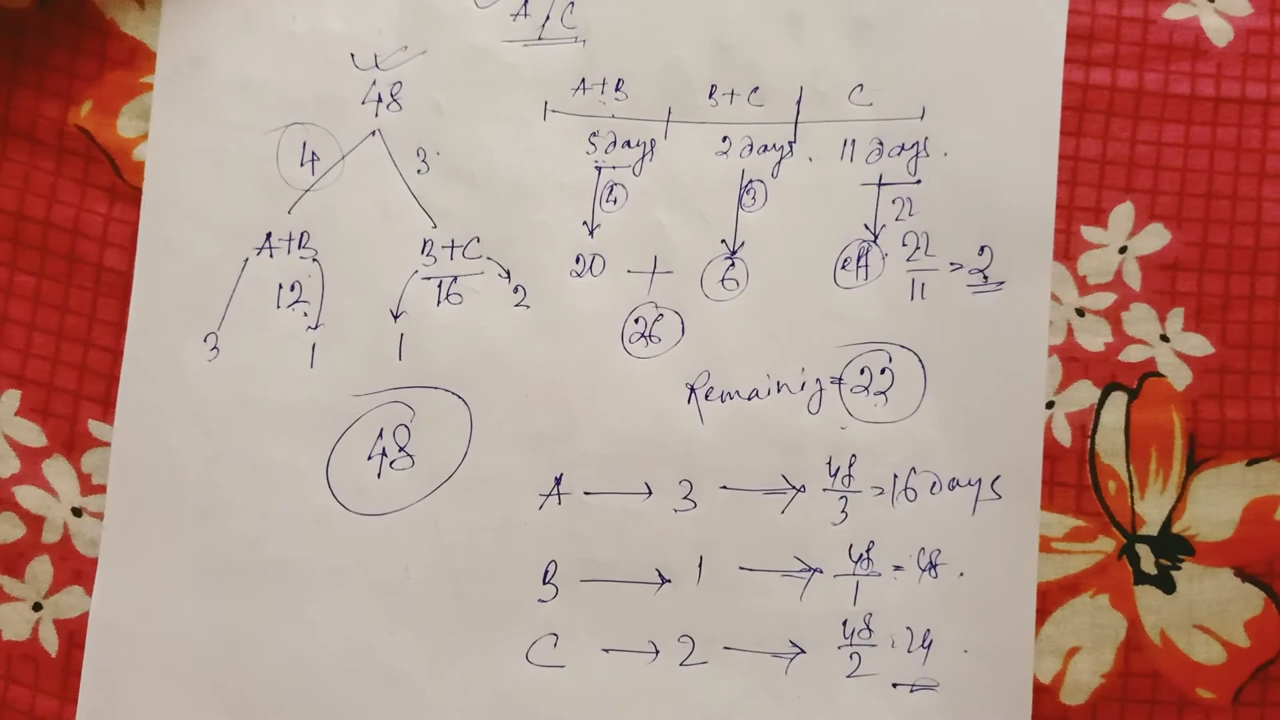 A/C
48
4 3
A+B B+C
12 16 2
3 1 1
48
A+B B+C C
5 days 2 days. 11 days.
4 3 22
20 + 6 eff. 22/11 = 2
26
Remainig = 22
A → 3 → 48/3 = 16 days
B → 1 → 48/1 = 48.
C → 2 → 48/2 = 24.